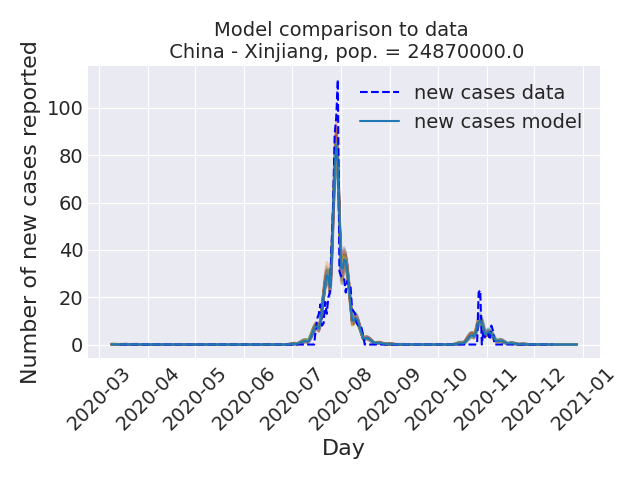 Model comparison to data
China - Xinjiang, pop. = 24870000.0
Number of new cases reported
100
80
60
40
20
0
new cases data
new cases model
2020-03
2020-04
2020-05
2020-06
2020-07
2020-08
2020-09
2020-10
2020-11
2020-12
2021-01
Day